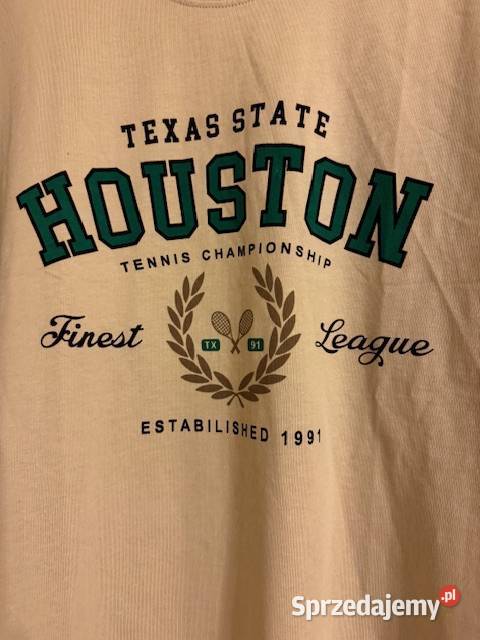 TEXAS STATE
HOUSTON
TENNIS CHAMPIONSHIP
Finest League
TX 91
ESTABILISHED 1991
Sprzedajemy.pl